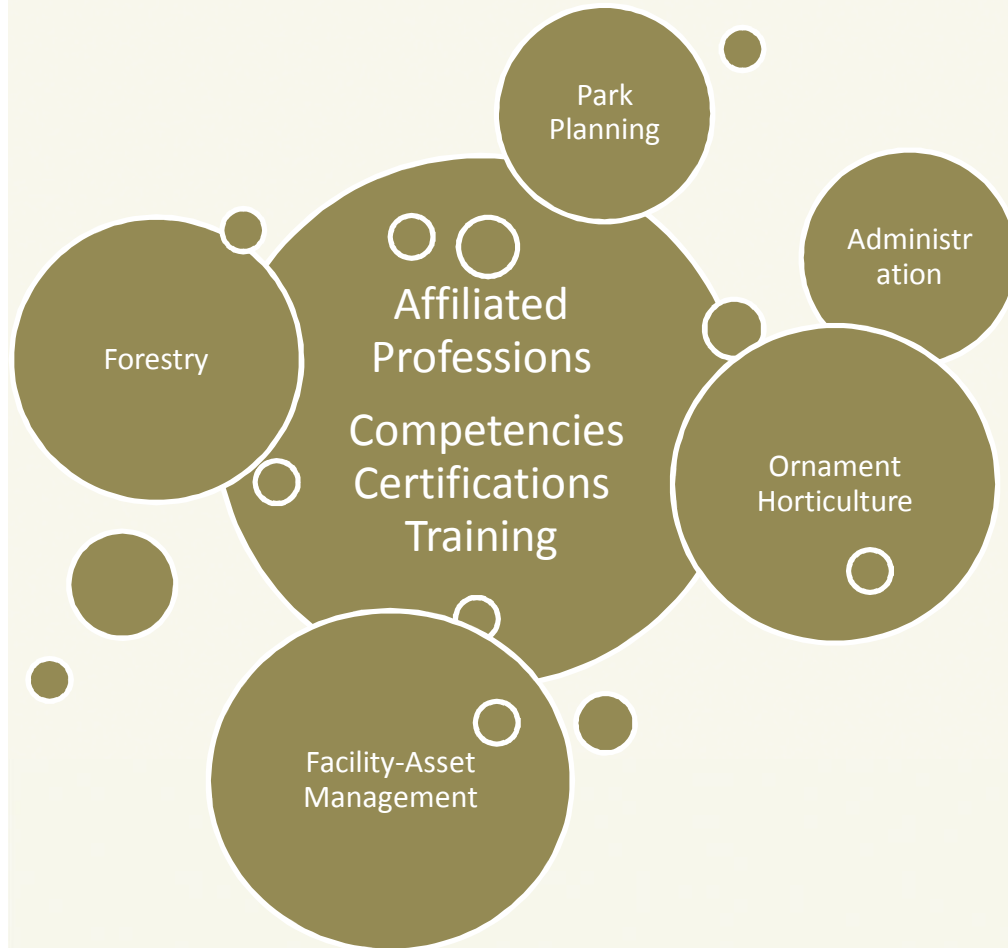 Park
Planning
Administr
ation
Affiliated
Professions
Competencies
Certifications
Training
Forestry
Ornament
Horticulture
Facility-Asset
Management